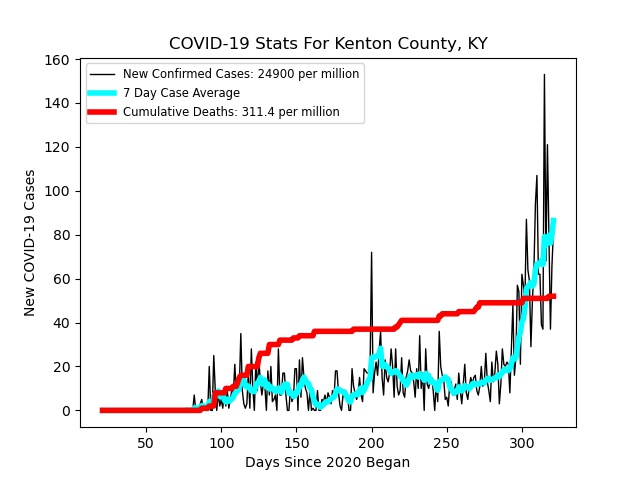 COVID-19 Stats For Kenton County, KY
New Confirmed Cases: 24900 per million
7 Day Case Average
Cumulative Deaths: 311.4 per million
New COVID-19 Cases
160
140
120
100
80
60
40
20
0
50 100 150 200 250 300
Days Since 2020 Began